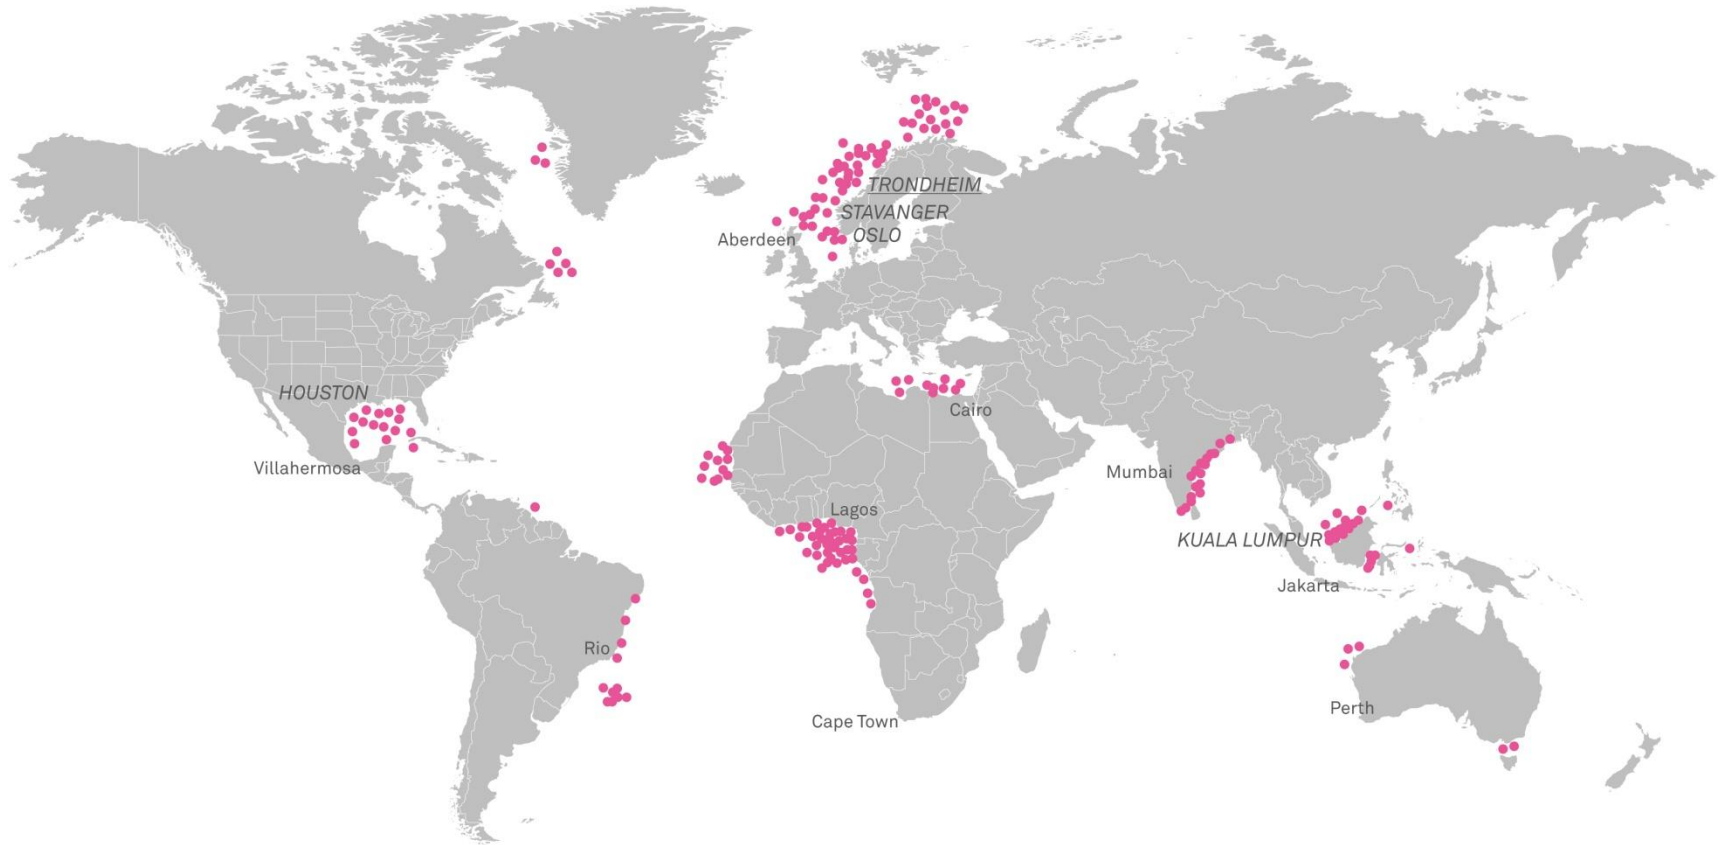 TRONDHEIM
STAVANGER
Aberdeen
OSLO
HOUSTON
Cairo
Villahermosa
Mumbai
Lagos
KUALA LUMPUR
Jakarta
Rio
Perth
Cape Town